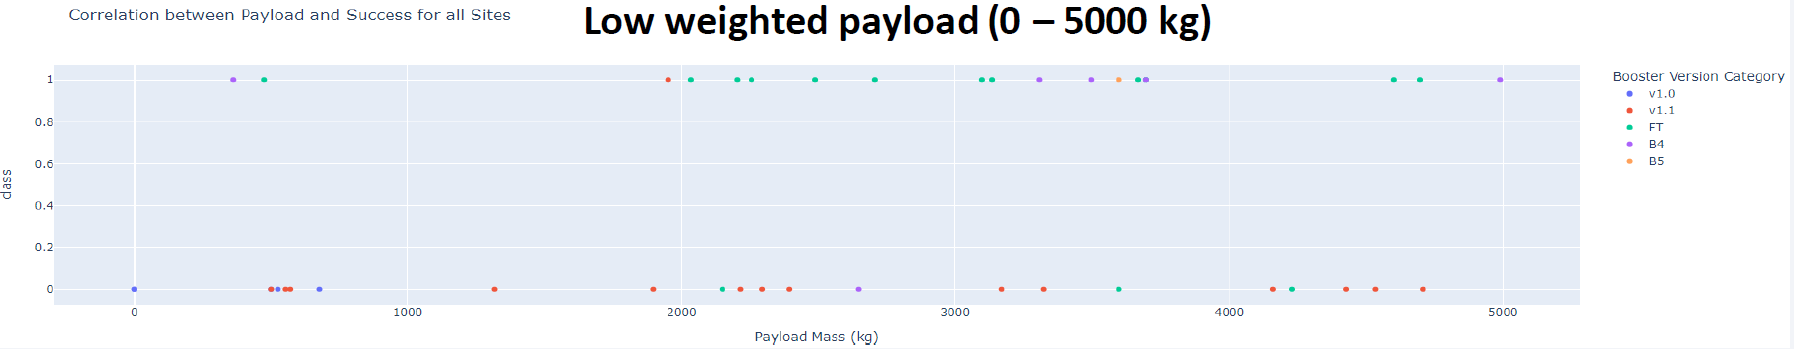 Correlation between Payload and Success for all Sites
Low weighted payload (0 – 5000 kg)
1
0.8
0.6
0.4
0.2
0
class
0
1000
2000
3000
4000
5000
Payload Mass (kg)
Booster Version Category
v1.0
v1.1
FT
B4
B5